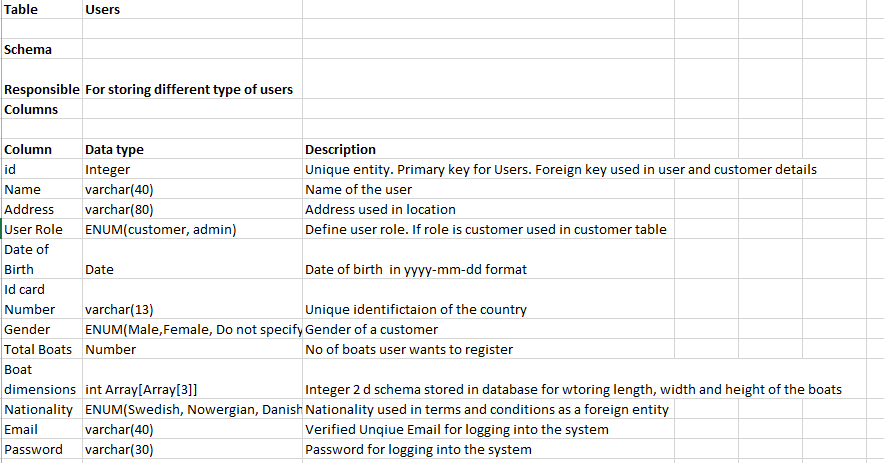 Table Users
Schema
Responsible For storing different type of users
Columns
Column Data type Description
id Integer Unique entity. Primary key for Users. Foreign key used in user and customer details
Name varchar(40) Name of the user
Address varchar(80) Address used in location
User Role ENUM(customer, admin) Define user role. If role is customer used in customer table
Date of
Birth Date Date of birth in yyyy-mm-dd format
Id card
Number varchar(13) Unique identifictaion of the country
Gender ENUM(Male,Female, Do not specify Gender of a customer
Total Boats Number No of boats user wants to register
Boat
dimensions int Array[Array[3]] Integer 2 d schema stored in database for wtoring length, width and height of the boats
Nationality ENUM(Swedish, Nowergian, Danish Nationality used in terms and conditions as a foreign entity
Email varchar(40) Verified Unqiue Email for logging into the system
Password varchar(30) Password for logging into the system